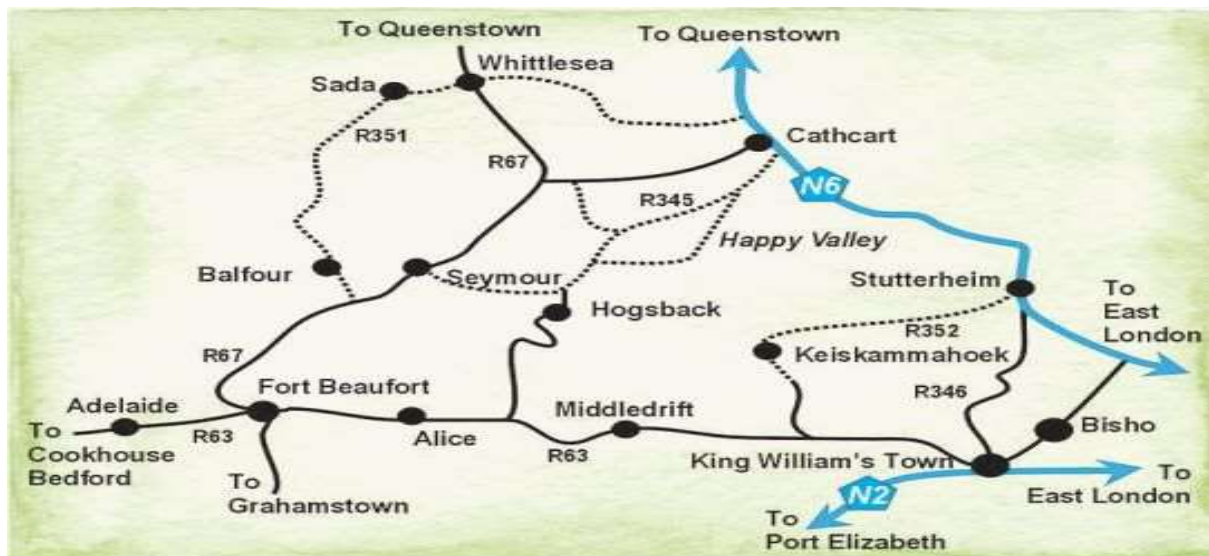 To Queenstown
To Queenstown
Whittlesea
Sada
R351
Cathcart
R67
N6
R345
Happy Valley
Balfour
Seymour
Stutterheim
To
East
London
Hogsback
R352
Keiskammahoek
R67
Fort Beaufort
R346
Adelaide
Middledrift
Bisho
To
Cookhouse
Bedford
R63
Alice
R63
King William's Town
To
East London
To
Grahamstown
N2
To
Port Elizabeth